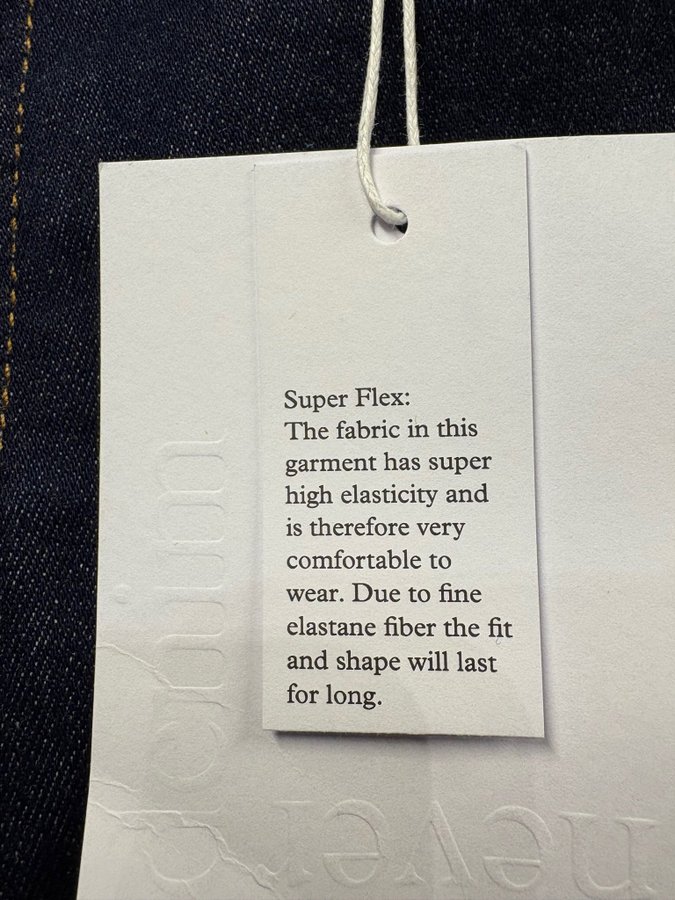 Super Flex:
The fabric in this
garment has super
high elasticity and
is therefore very
comfortable to
wear. Due to fine
elastane fiber the fit
and shape will last
for long.
never